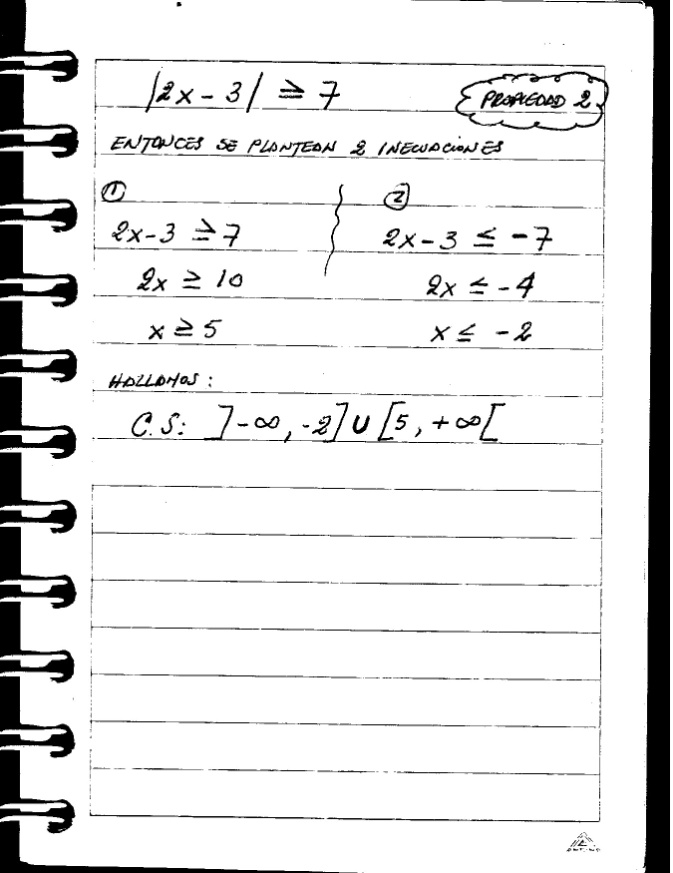 |2x - 3| ≥ 7
PROPIEDAD 2
ENTONCES SE PLANTEAN 2 INECUACIONES
① ②
2x-3 ≥ 7 2x-3 ≤ -7
2x ≥ 10 2x ≤ -4
x ≥ 5 x ≤ -2
HALLAMOS:
C.S: ]-∞, -2] U [5, +∞[